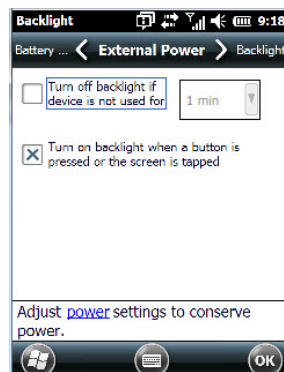 Backlight 9:18
Battery ... External Power Backlight
Turn off backlight if
device is not used for
1 min
Turn on backlight when a button is
pressed or the screen is tapped
Adjust power settings to conserve
power.
OK